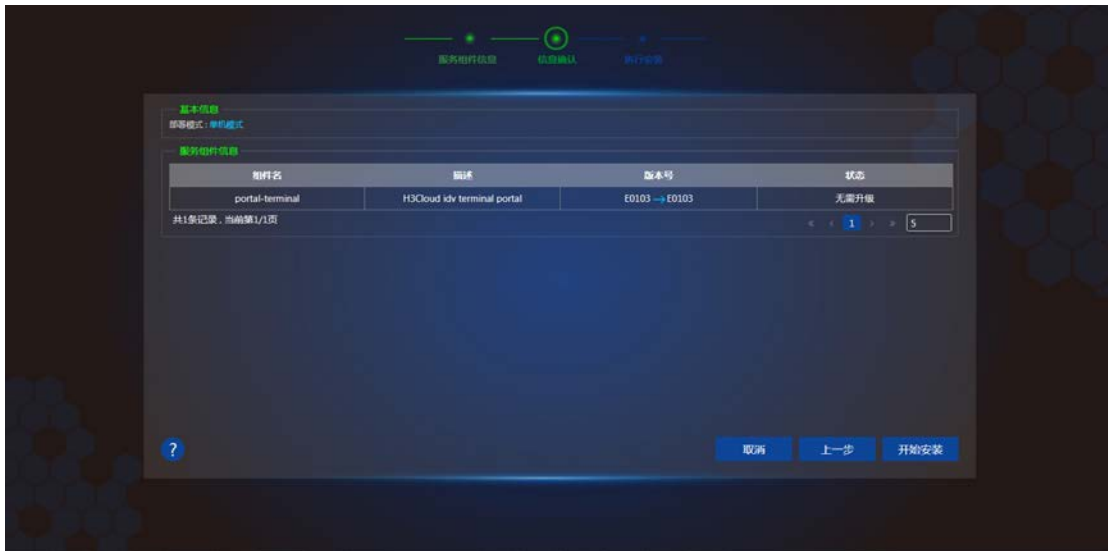 服务组件信息 信息确认 执行安装
基本信息
部署模式：单机模式
服务组件信息
组件名 描述 版本号 状态
portal-terminal H3Cloud idv terminal portal E0103 → E0103 无需升级
共1条记录，当前第1/1页 « ‹ 1 › » 5
? 取消 上一步 开始安装